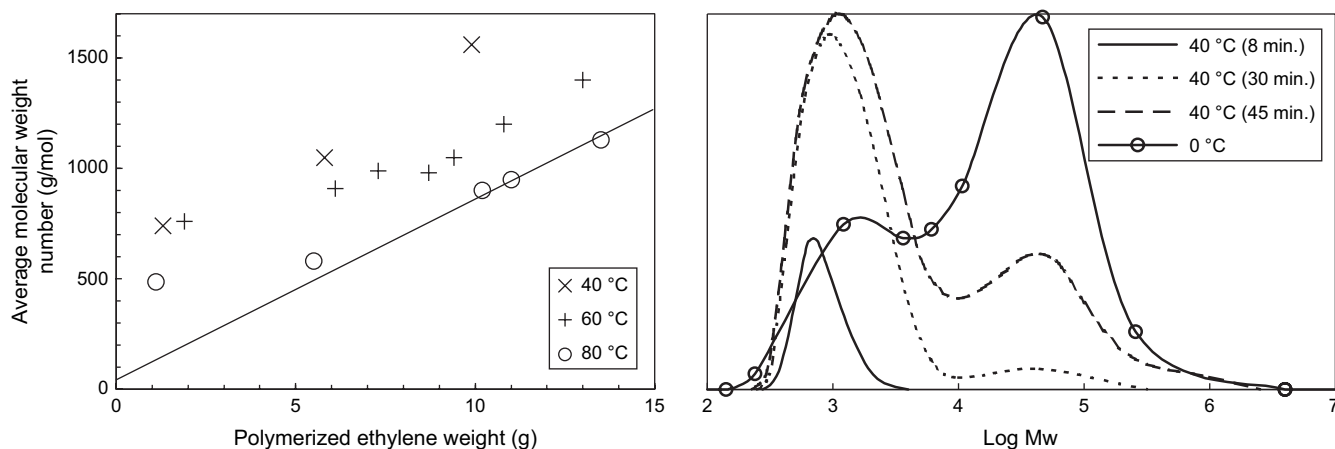 Average molecular weight
number (g/mol)
1500
1000
500
0
0 5 10 15
Polymerized ethylene weight (g)
40 °C
60 °C
80 °C
40 °C (8 min.)
40 °C (30 min.)
40 °C (45 min.)
0 °C
2 3 4 5 6 7
Log Mw